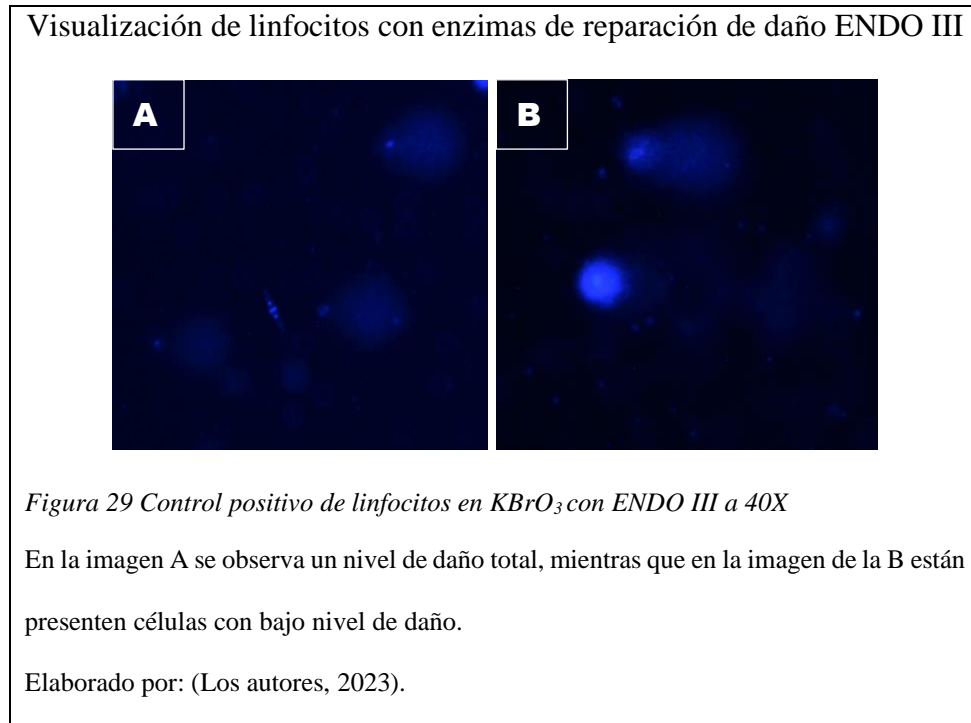 Visualización de linfocitos con enzimas de reparación de daño ENDO III
A
B
Figura 29 Control positivo de linfocitos en KBrO₃ con ENDO III a 40X
En la imagen A se observa un nivel de daño total, mientras que en la imagen de la B están
presenten células con bajo nivel de daño.
Elaborado por: (Los autores, 2023).